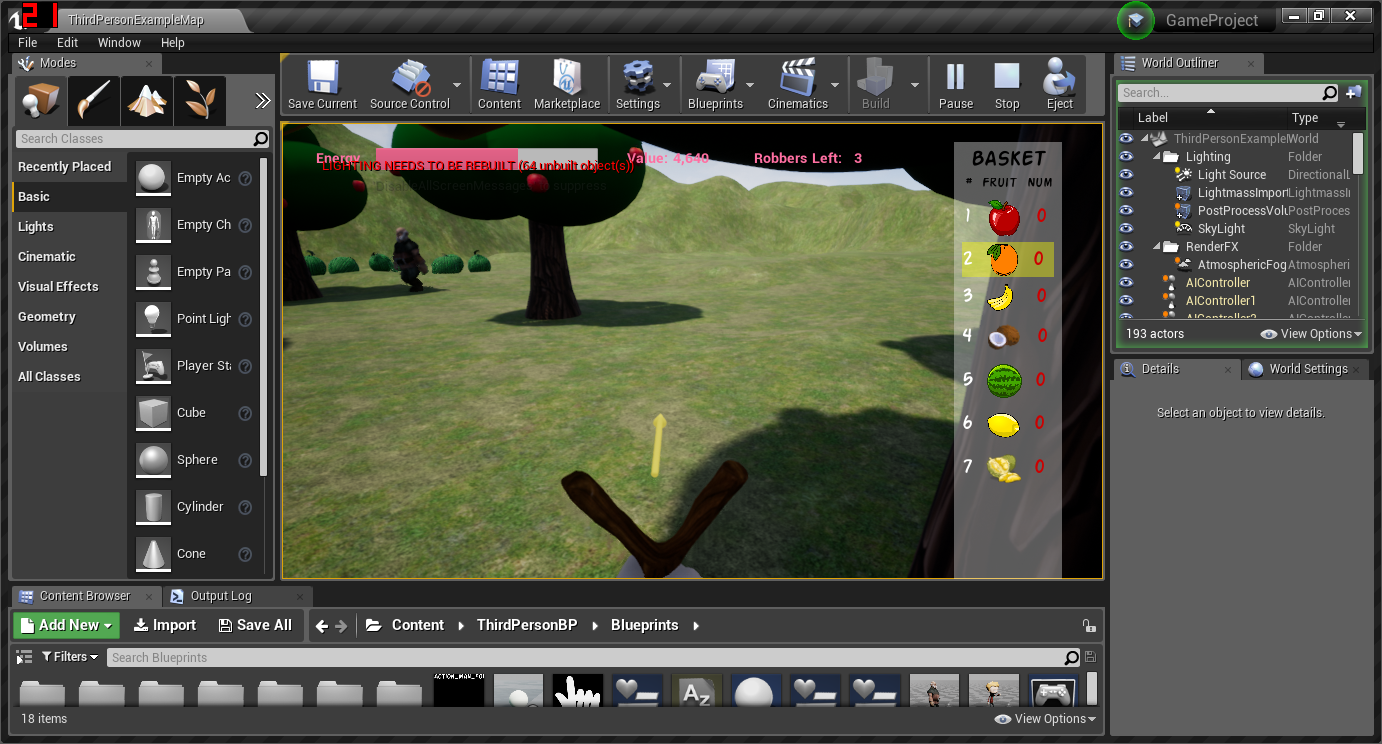 21
ThirdPersonExampleMap
GameProject
File Edit Window Help
Modes
Search Classes
Recently Placed
Basic
Lights
Cinematic
Visual Effects
Geometry
Volumes
All Classes
Empty Ac
Empty Ch
Empty Pa
Point Ligh
Player Sta
Cube
Sphere
Cylinder
Cone
Save Current
Source Control
Content
Marketplace
Settings
Blueprints
Cinematics
Build
Pause
Stop
Eject
Energy
Value: 4,640
Robbers Left: 3
LIGHTING NEEDS TO BE REBUILT (64 unbuilt object(s))
BASKET
# FRUIT NUM
1 0
2 0
3 0
4 0
5 0
6 0
7 0
World Outliner
Search...
Label Type
ThirdPersonExample World
Lighting Folder
Light Source DirectionalL
LightmassImport LightmassI
PostProcessVolu PostProces
SkyLight SkyLight
RenderFX Folder
AtmosphericFog Atmospheri
AIController AIController
AIController1 AIController
193 actors
View Options
Details
World Settings
Select an object to view details.
Content Browser
Output Log
Add New
Import
Save All
Content
ThirdPersonBP
Blueprints
Filters
Search Blueprints
Az
18 items
View Options